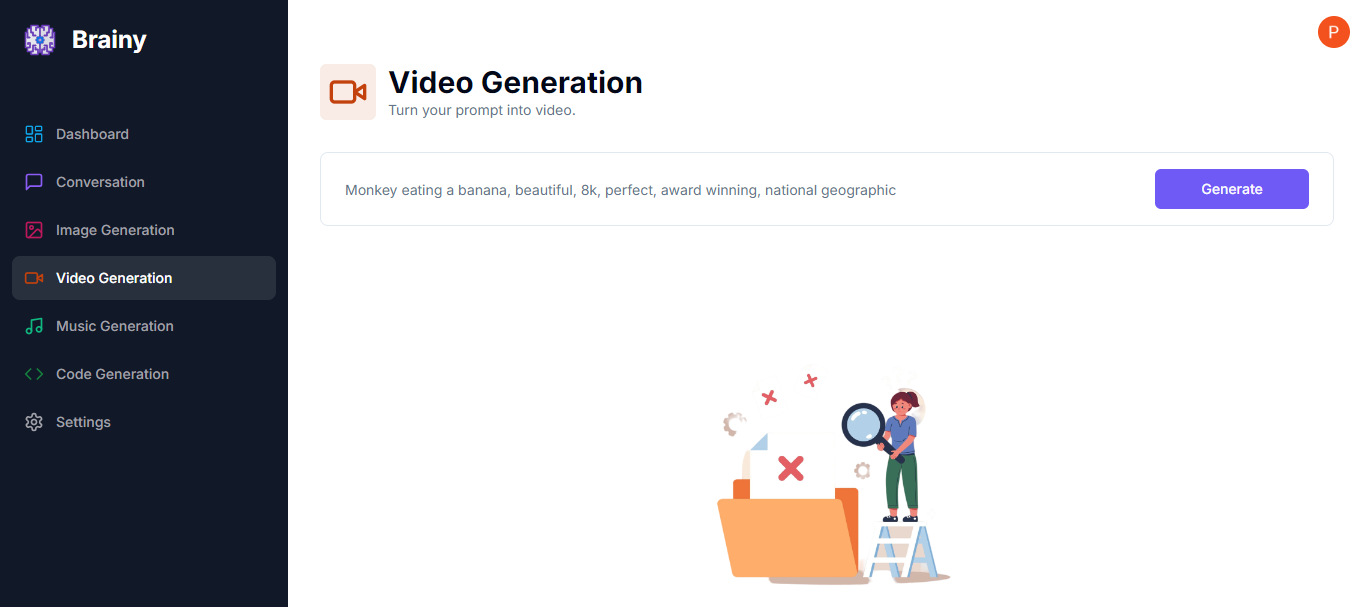 Brainy
Dashboard
Conversation
Image Generation
Video Generation
Music Generation
Code Generation
Settings
P
Video Generation
Turn your prompt into video.
Monkey eating a banana, beautiful, 8k, perfect, award winning, national geographic
Generate